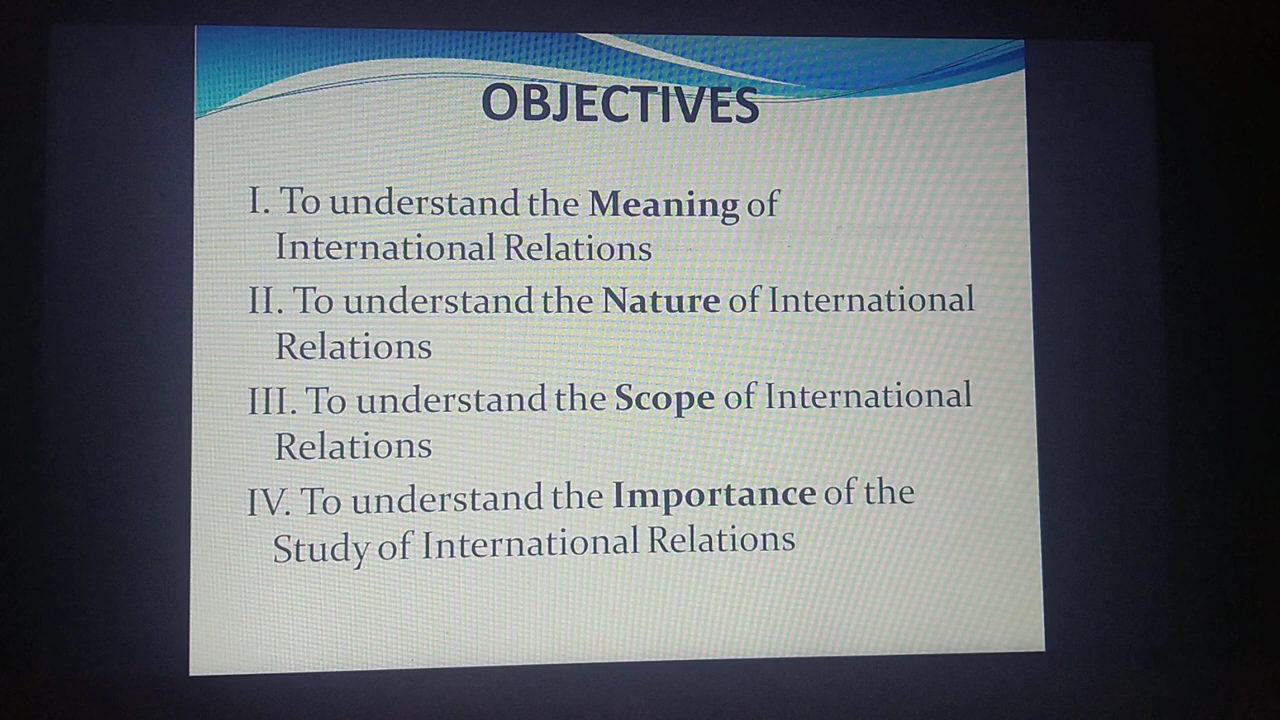 OBJECTIVES
I. To understand the Meaning of
International Relations
II. To understand the Nature of International
Relations
III. To understand the Scope of International
Relations
IV. To understand the Importance of the
Study of International Relations